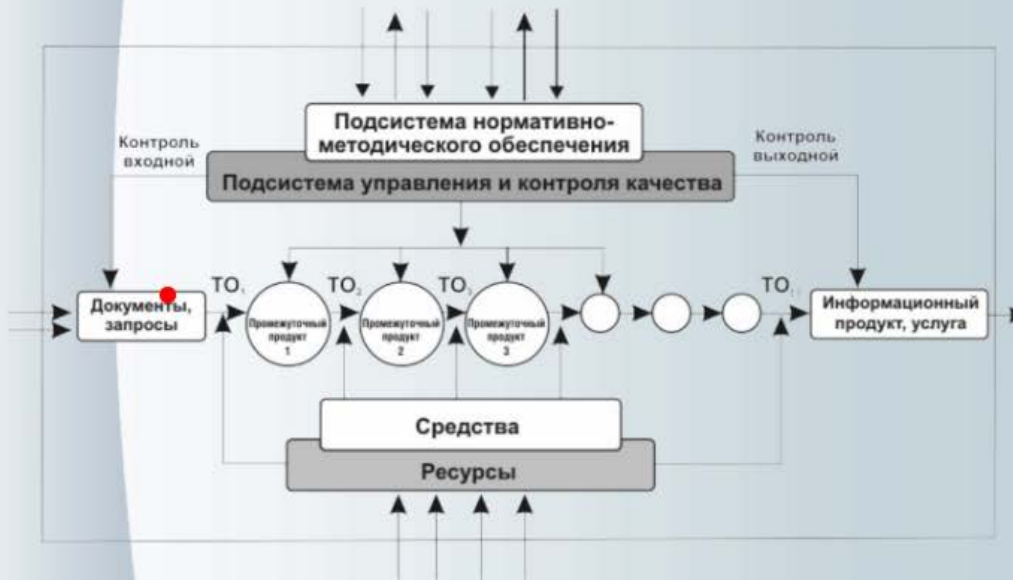 Подсистема нормативно-
методического обеспечения
Контроль
входной
Контроль
выходной
Подсистема управления и контроля качества
Документы,
запросы
ТО₁
Промежуточный
продукт
1
ТО₂
Промежуточный
продукт
2
ТО₃
Промежуточный
продукт
3
ТО
Информационный
продукт, услуга
Средства
Ресурсы